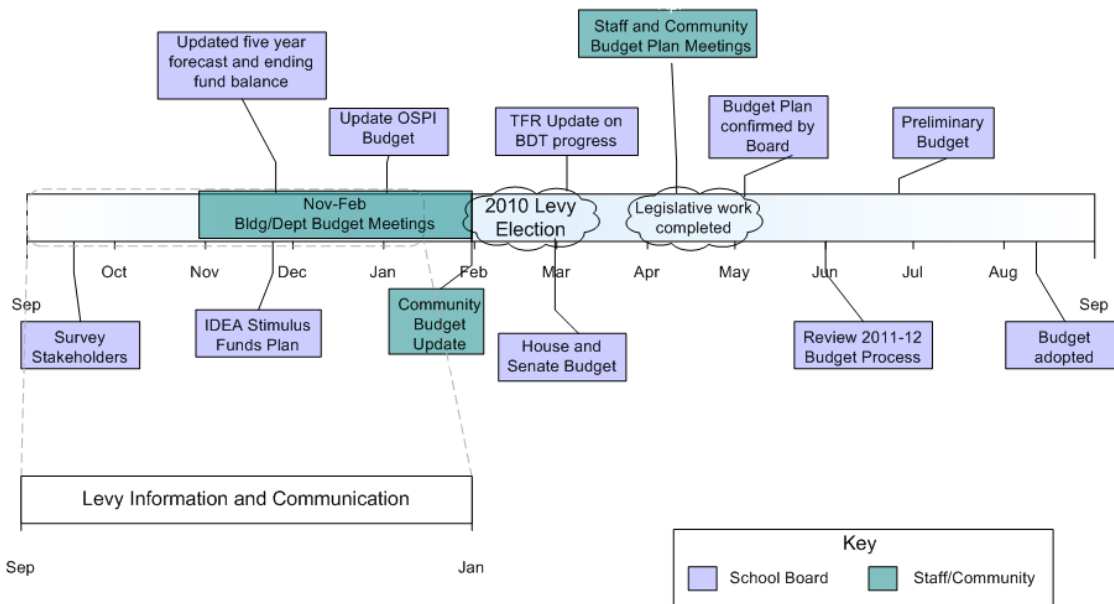 Updated five year
forecast and ending
fund balance
Staff and Community
Budget Plan Meetings
Update OSPI
Budget
TFR Update on
BDT progress
Budget Plan
confirmed by
Board
Preliminary
Budget
Nov-Feb
Bldg/Dept Budget Meetings
2010 Levy
Election
Legislative work
completed
Sep
Oct
Nov
Dec
Jan
Feb
Mar
Apr
May
Jun
Jul
Aug
Sep
Survey
Stakeholders
IDEA Stimulus
Funds Plan
Community
Budget
Update
House and
Senate Budget
Review 2011-12
Budget Process
Budget
adopted
Levy Information and Communication
Sep
Jan
Key
School Board
Staff/Community